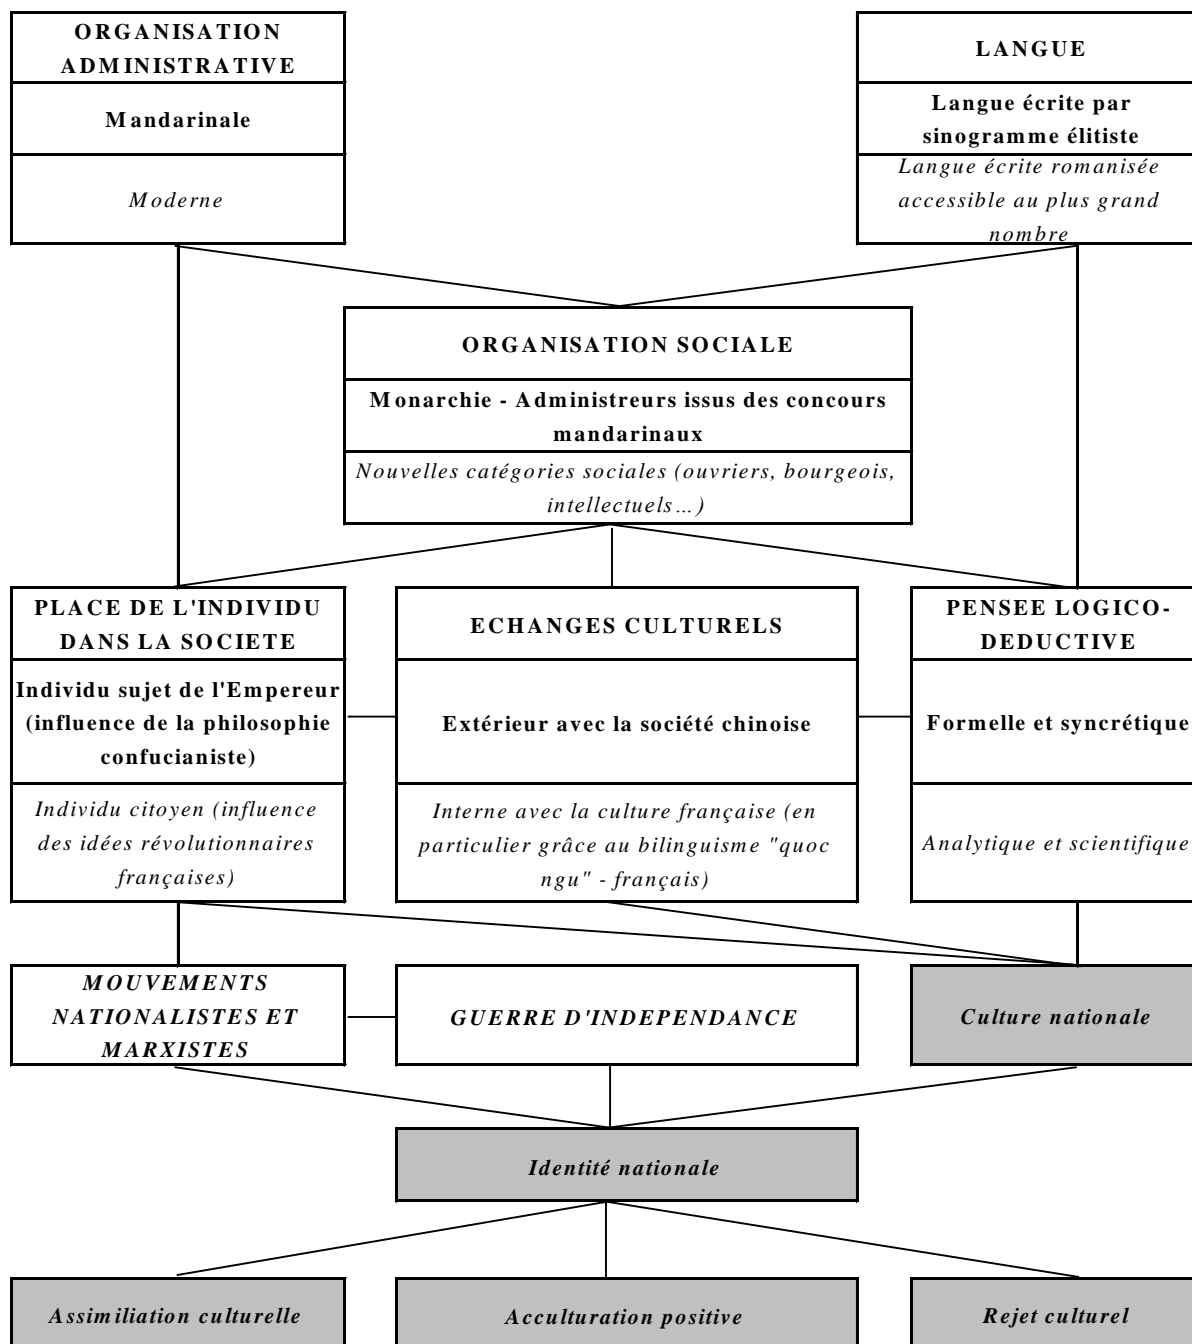 ORGANISATION
ADMINISTRATIVE
Mandarinale
Moderne
LANGUE
Langue écrite par
sinogramme élitiste
Langue écrite romanisée
accessible au plus grand
nombre
ORGANISATION SOCIALE
Monarchie - Administreurs issus des concours
mandarinaux
Nouvelles catégories sociales (ouvriers, bourgeois,
intellectuels...)
PLACE DE L'INDIVIDU
DANS LA SOCIETE
Individu sujet de l'Empereur
(influence de la philosophie
confucianiste)
Individu citoyen (influence
des idées révolutionnaires
françaises)
ECHANGES CULTURELS
Extérieur avec la société chinoise
Interne avec la culture française (en
particulier grâce au bilinguisme "quoc
ngu" - français)
PENSEE LOGICO-
DEDUCTIVE
Formelle et syncrétique
Analytique et scientifique
MOUVEMENTS
NATIONALISTES ET
MARXISTES
GUERRE D'INDEPENDANCE
Culture nationale
Identité nationale
Assimiliation culturelle
Acculturation positive
Rejet culturel